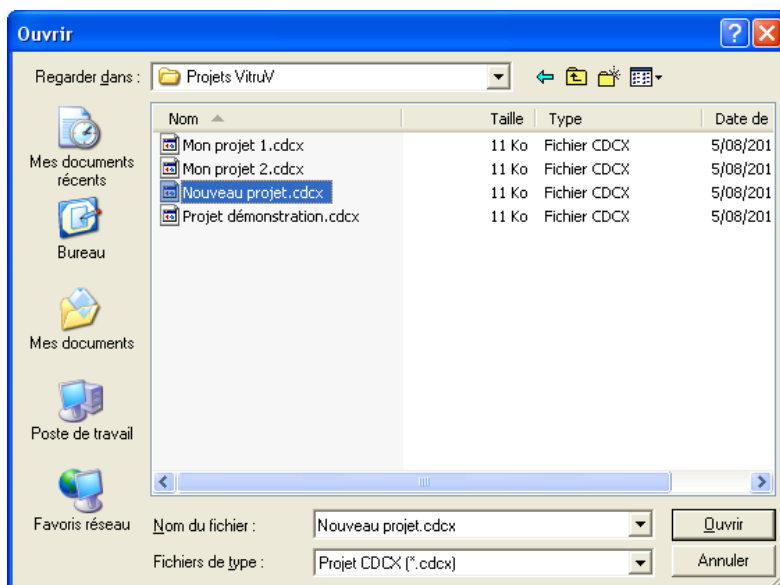 Ouvrir
Regarder dans : Projets VitruV
Nom Taille Type Date de
Mon projet 1.cdcx 11 Ko Fichier CDCX 5/08/201
Mon projet 2.cdcx 11 Ko Fichier CDCX 5/08/201
Nouveau projet.cdcx 11 Ko Fichier CDCX 5/08/201
Projet démonstration.cdcx 11 Ko Fichier CDCX 5/08/201
Mes documents
récents
Bureau
Mes documents
Poste de travail
Favoris réseau
Nom du fichier : Nouveau projet.cdcx Ouvrir
Fichiers de type : Projet CDCX (*.cdcx) Annuler